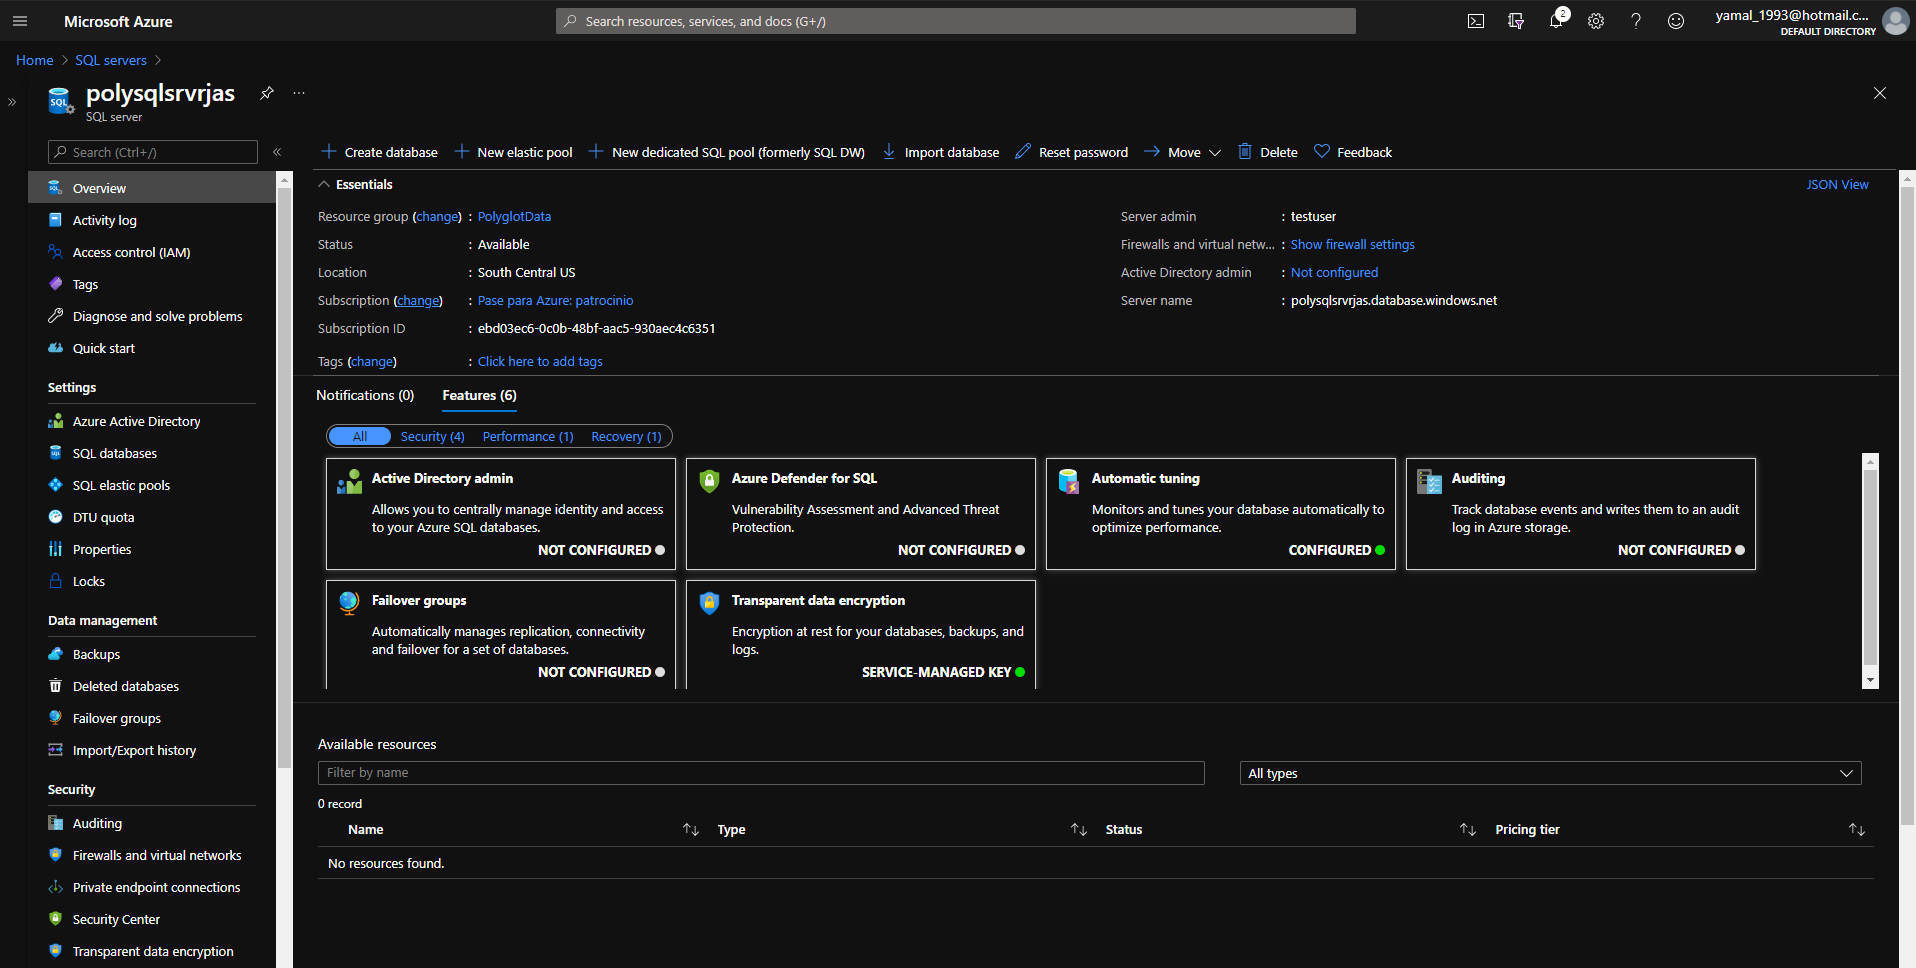 Microsoft Azure
Search resources, services, and docs (G+/)
2
yamal_1993@hotmail.c...
DEFAULT DIRECTORY
Home > SQL servers >
polysqlsrvrjas
SQL server
Search (Ctrl+/)
Overview
Activity log
Access control (IAM)
Tags
Diagnose and solve problems
Quick start
Settings
Azure Active Directory
SQL databases
SQL elastic pools
DTU quota
Properties
Locks
Data management
Backups
Deleted databases
Failover groups
Import/Export history
Security
Auditing
Firewalls and virtual networks
Private endpoint connections
Security Center
Transparent data encryption
Create database New elastic pool New dedicated SQL pool (formerly SQL DW) Import database Reset password Move Delete Feedback
Essentials
JSON View
Resource group (change) : PolyglotData
Status : Available
Location : South Central US
Subscription (change) : Pase para Azure: patrocinio
Subscription ID : ebd03ec6-0c0b-48bf-aac5-930aec4c6351
Tags (change) : Click here to add tags
Server admin : testuser
Firewalls and virtual netw... : Show firewall settings
Active Directory admin : Not configured
Server name : polysqlsrvrjas.database.windows.net
Notifications (0) Features (6)
All Security (4) Performance (1) Recovery (1)
Active Directory admin
Allows you to centrally manage identity and access
to your Azure SQL databases.
NOT CONFIGURED
Azure Defender for SQL
Vulnerability Assessment and Advanced Threat
Protection.
NOT CONFIGURED
Automatic tuning
Monitors and tunes your database automatically to
optimize performance.
CONFIGURED
Auditing
Track database events and writes them to an audit
log in Azure storage.
NOT CONFIGURED
Failover groups
Automatically manages replication, connectivity
and failover for a set of databases.
NOT CONFIGURED
Transparent data encryption
Encryption at rest for your databases, backups, and
logs.
SERVICE-MANAGED KEY
Available resources
Filter by name
All types
0 record
Name Type Status Pricing tier
No resources found.